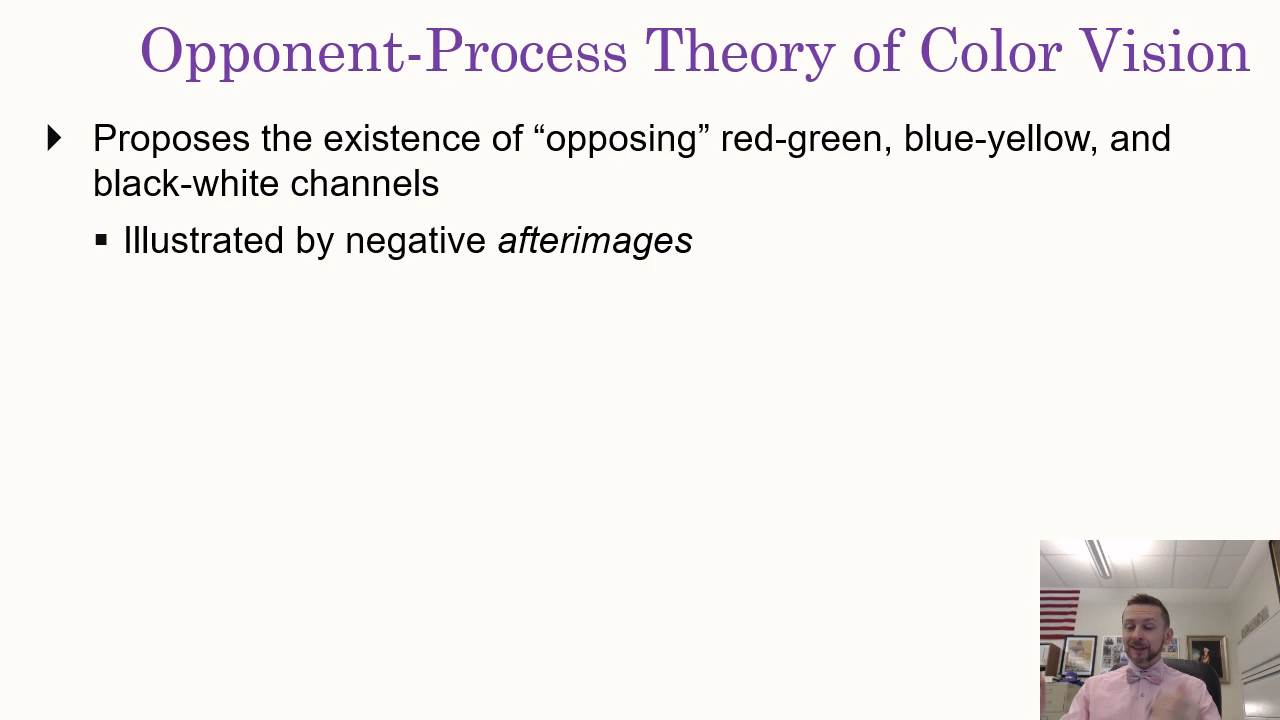 Opponent-Process Theory of Color Vision
Proposes the existence of “opposing” red-green, blue-yellow, and
black-white channels
Illustrated by negative afterimages